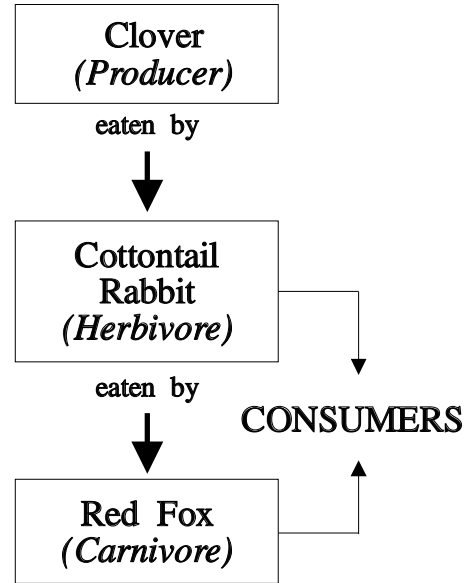 Clover
(Producer)
eaten by
Cottontail
Rabbit
(Herbivore)
eaten by
CONSUMERS
Red Fox
(Carnivore)